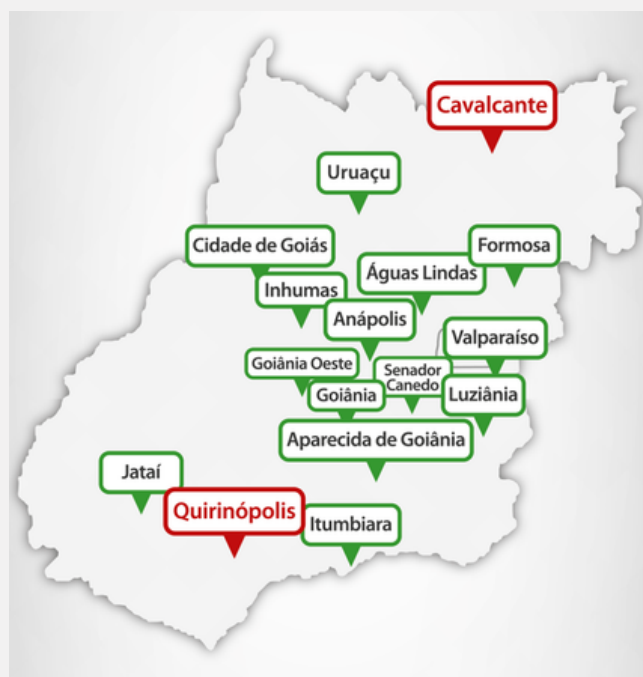 Cavalcante
Uruaçu
Cidade de Goiás
Formosa
Águas Lindas
Inhumas
Anápolis
Valparaíso
Goiânia Oeste
Senador
Canedo
Goiânia
Luziânia
Aparecida de Goiânia
Jataí
Quirinópolis
Itumbiara